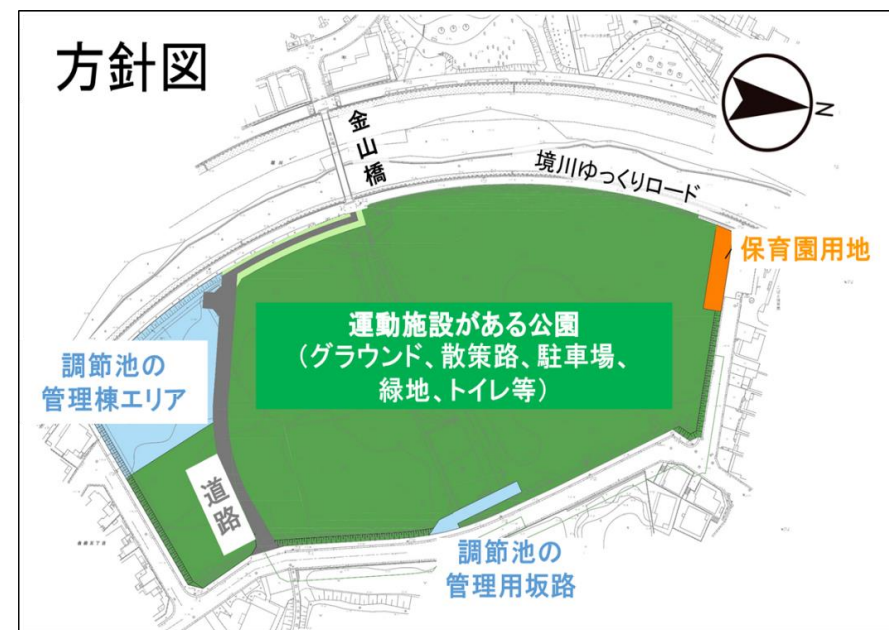 方針図
金山橋
境川ゆっくりロード
N
保育園用地
運動施設がある公園
（グラウンド、散策路、駐車場、
緑地、トイレ等）
調節池の
管理棟エリア
道路
調節池の
管理用坂路